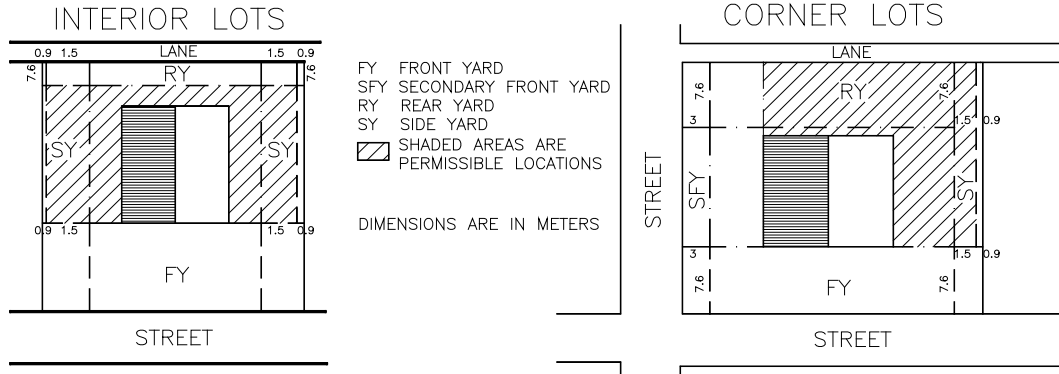 INTERIOR LOTS
LANE
0.9 1.5
1.5 0.9
7.6
RY
7.6
SY
SY
0.9 1.5
1.5 0.9
FY
STREET
FY FRONT YARD
SFY SECONDARY FRONT YARD
RY REAR YARD
SY SIDE YARD
SHADED AREAS ARE
PERMISSIBLE LOCATIONS
DIMENSIONS ARE IN METERS
CORNER LOTS
LANE
7.6
RY
7.6
3
1.5 0.9
STREET
SFY
SY
3
1.5 0.9
7.6
FY
7.6
STREET